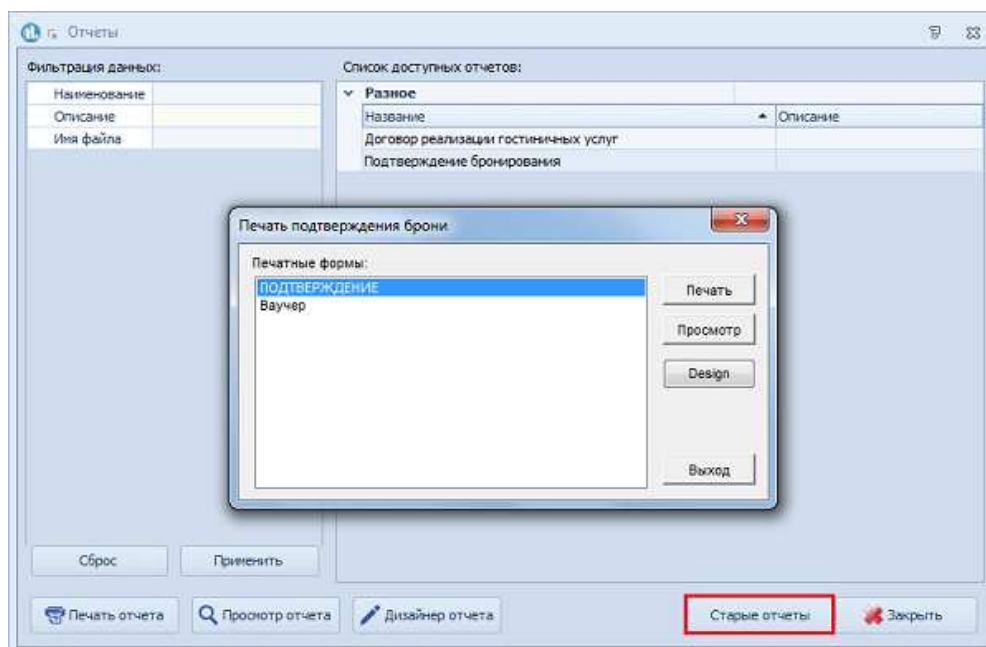 Отчеты
Фильтрация данных:
Список доступных отчетов:
Наименование
Описание
Имя файла
Разное
Название
Описание
Договор реализации гостиничных услуг
Подтверждение бронирования
Печать подтверждения брони
Печатные формы:
ПОДТВЕРЖДЕНИЕ
Ваучер
Печать
Просмотр
Design
Выход
Сброс
Применить
Печать отчета
Просмотр отчета
Дизайнер отчета
Старые отчеты
Закрыть